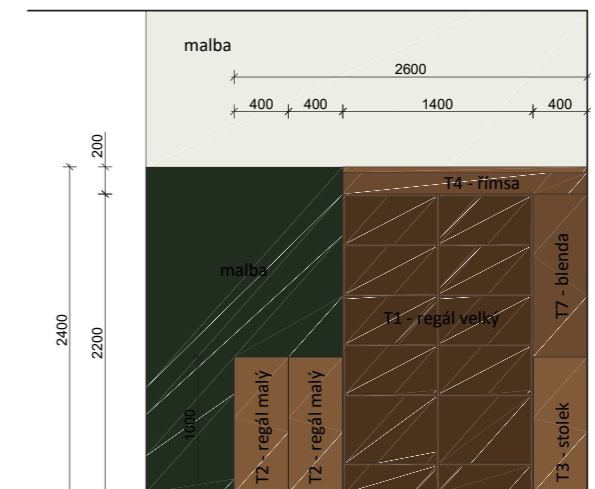 malba
2600
400
400
1400
400
200
T4 - římsa
malba
T7 - blenda
T1 - regál velký
2400
2200
1000
T2 - regál malý
T2 - regál malý
T3 - stolek